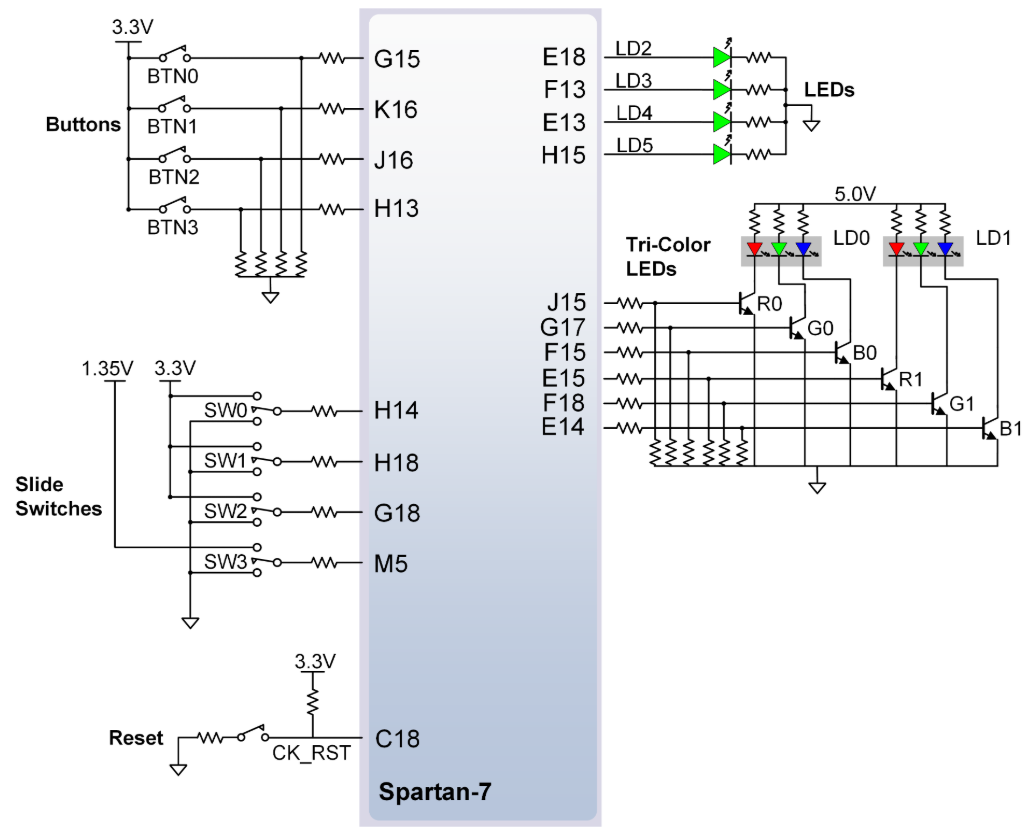 3.3V
BTN0
G15
BTN1
K16
Buttons
BTN2
J16
BTN3
H13
E18
LD2
F13
LD3
LEDs
E13
LD4
H15
LD5
5.0V
Tri-Color
LEDs
LD0
LD1
J15
R0
G17
G0
F15
B0
E15
R1
F18
G1
E14
B1
1.35V
3.3V
SW0
H14
SW1
H18
Slide
Switches
SW2
G18
SW3
M5
3.3V
Reset
CK_RST
C18
Spartan-7